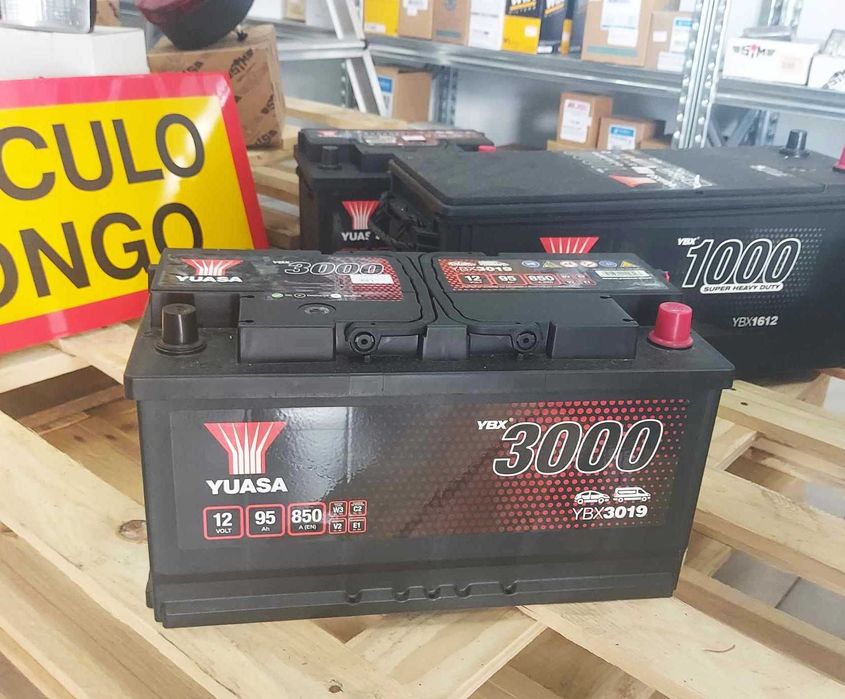 CULO
ONGO
STM
YUASA
YBX
1000
SUPER HEAVY DUTY
YBX1612
YUASA
YBX
3000
YBX3019
12 95 850
YUASA
12
VOLT
95
Ah
850
A (EN)
W3 C2
V2 E1
YBX
3000
YBX3019